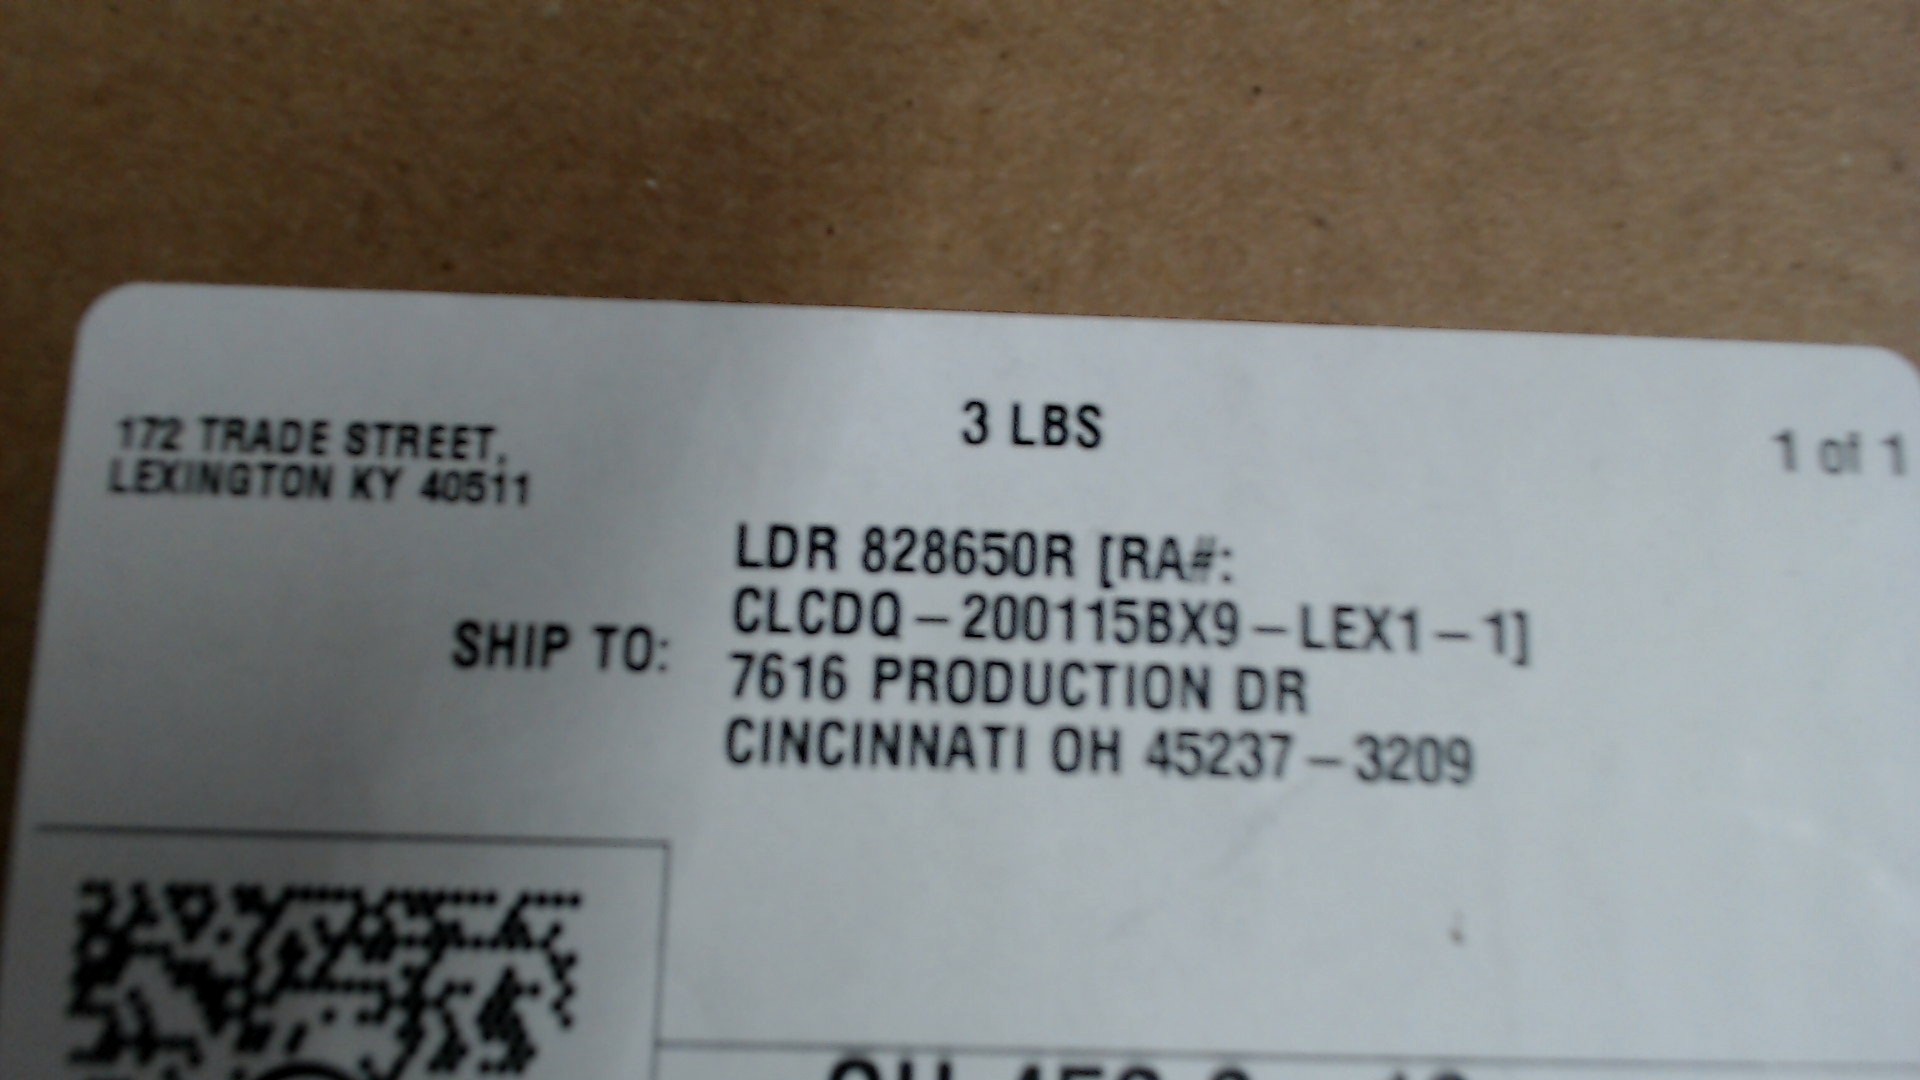 172 TRADE STREET,
LEXINGTON KY 40511
3 LBS
1 of 1
SHIP TO:
LDR 828650R [RA#:
CLCDQ-200115BX9-LEX1-1]
7616 PRODUCTION DR
CINCINNATI OH 45237-3209